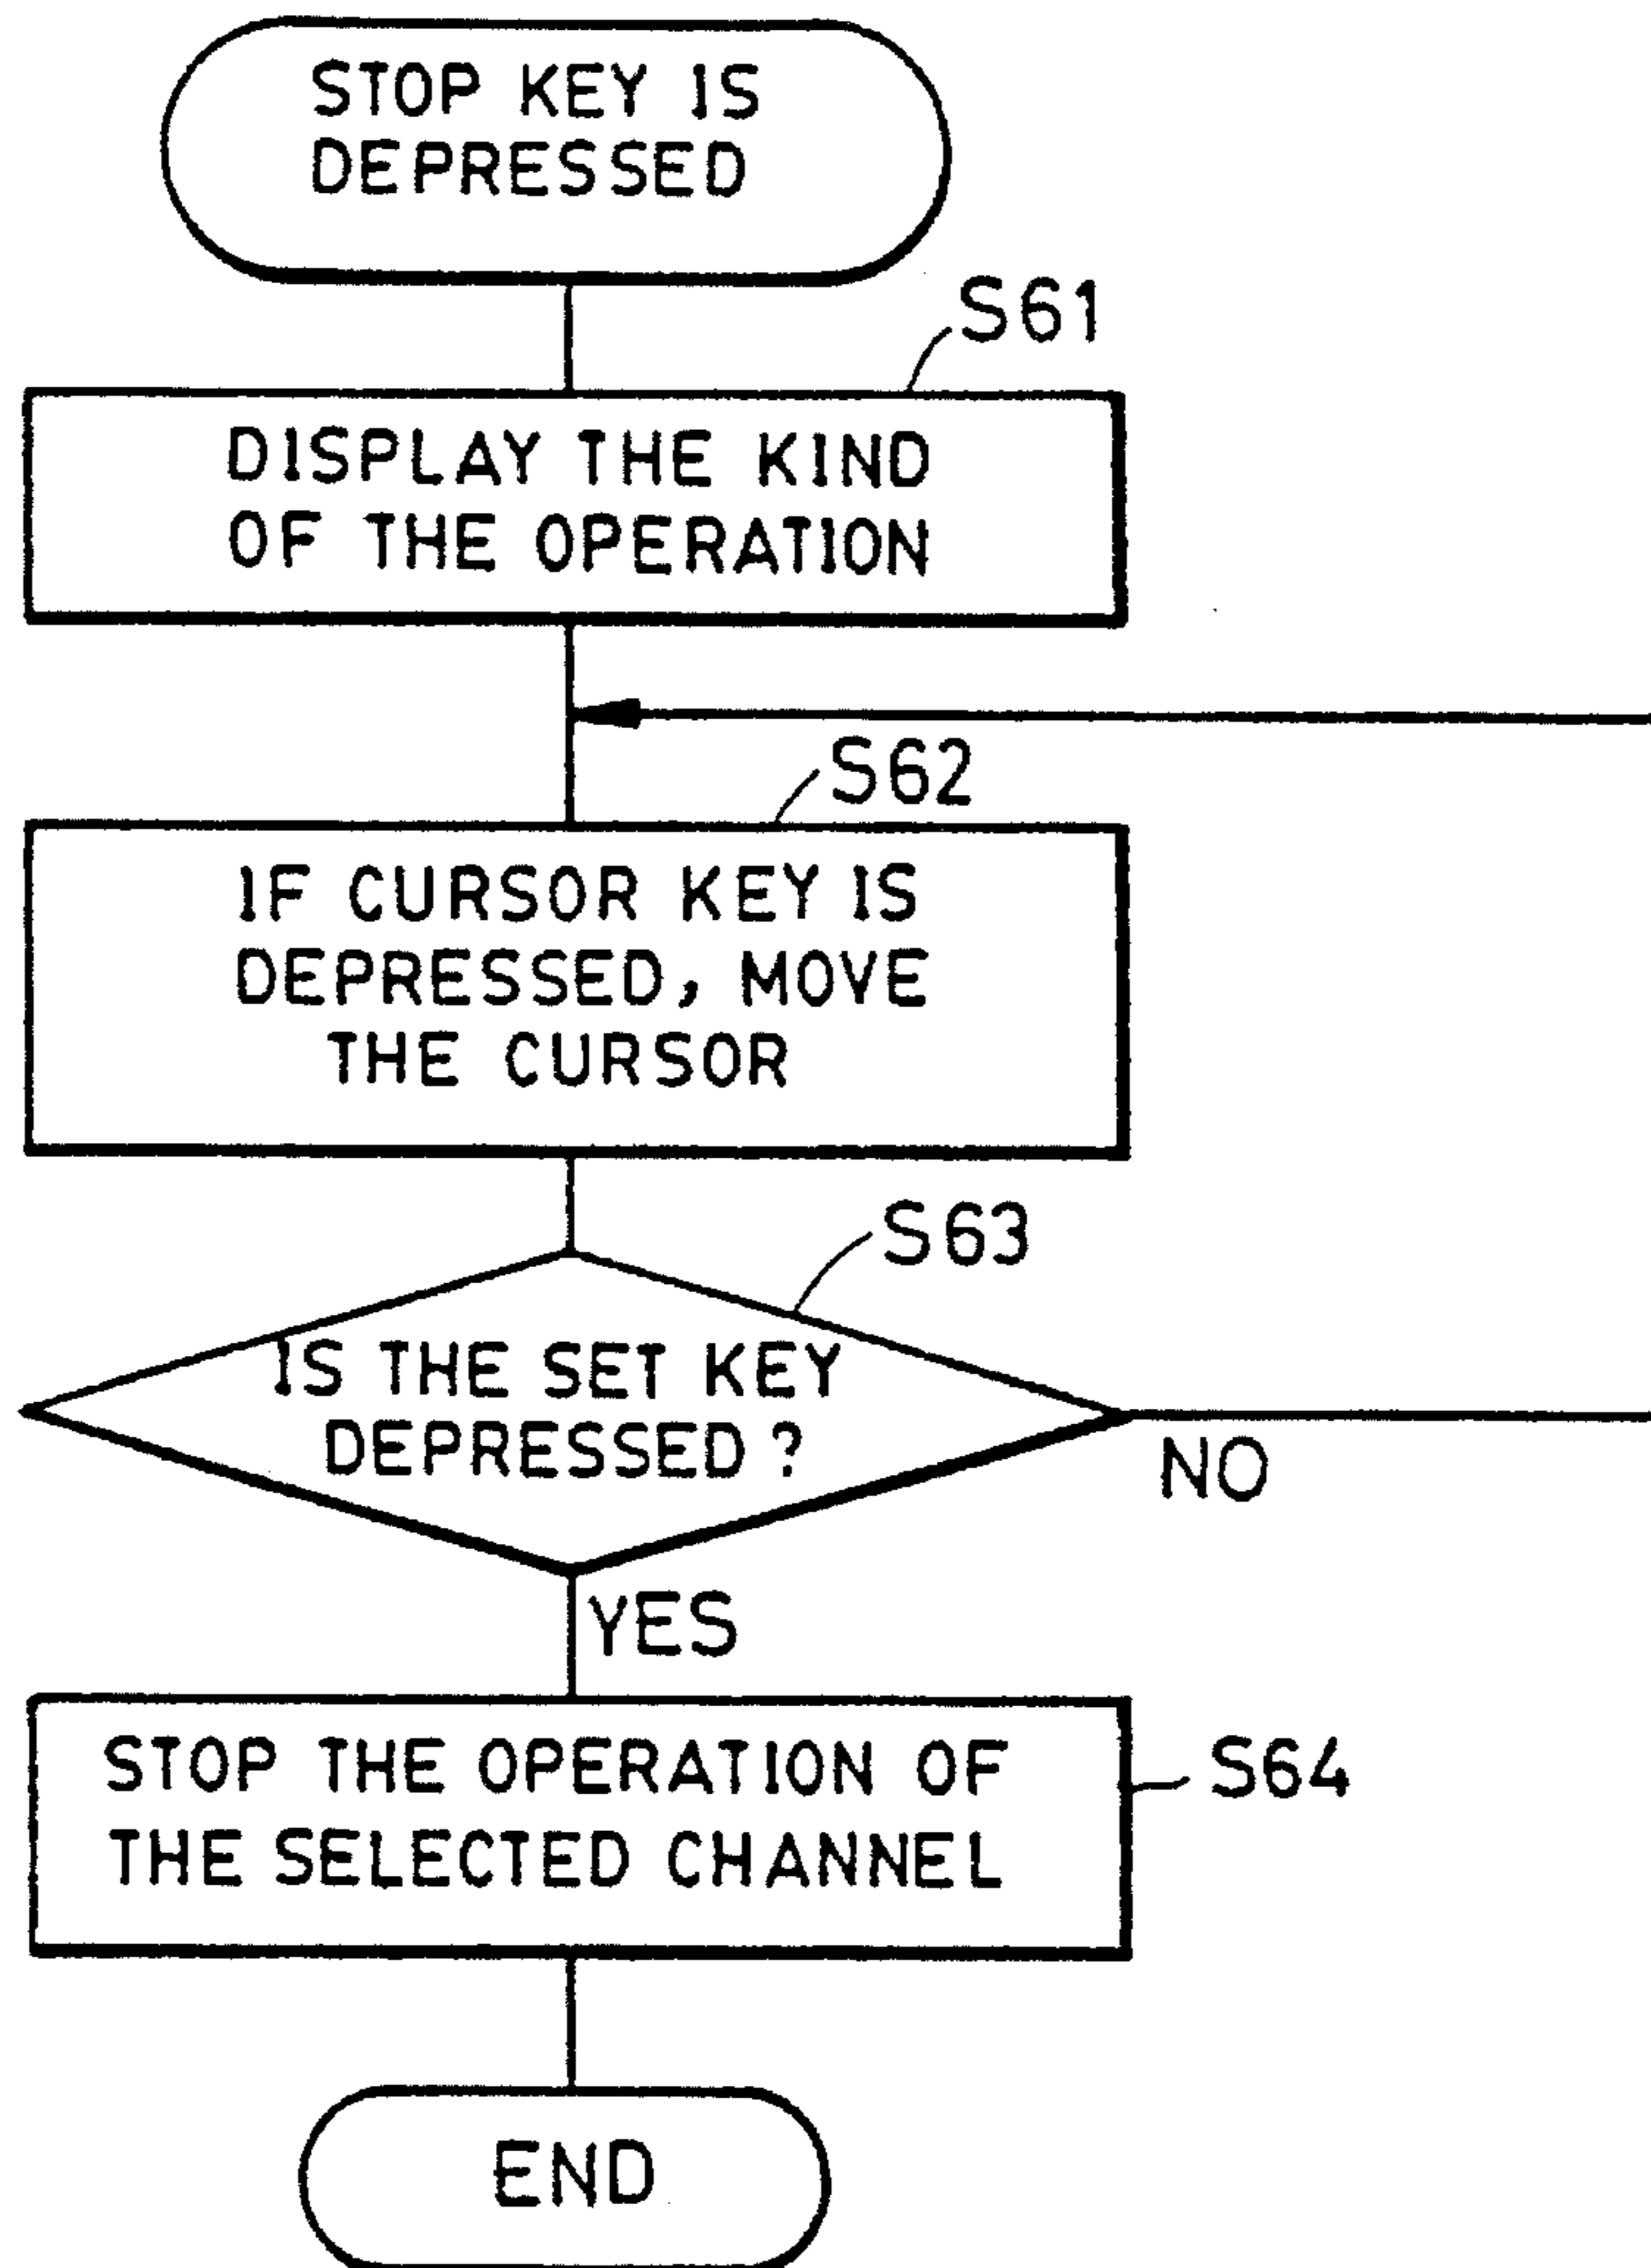 STOP KEY IS
DEPRESSED
S61
DISPLAY THE KIND
OF THE OPERATION
S62
IF CURSOR KEY IS
DEPRESSED, MOVE
THE CURSOR
S63
IS THE SET KEY
DEPRESSED?
NO
YES
STOP THE OPERATION OF
THE SELECTED CHANNEL
S64
END